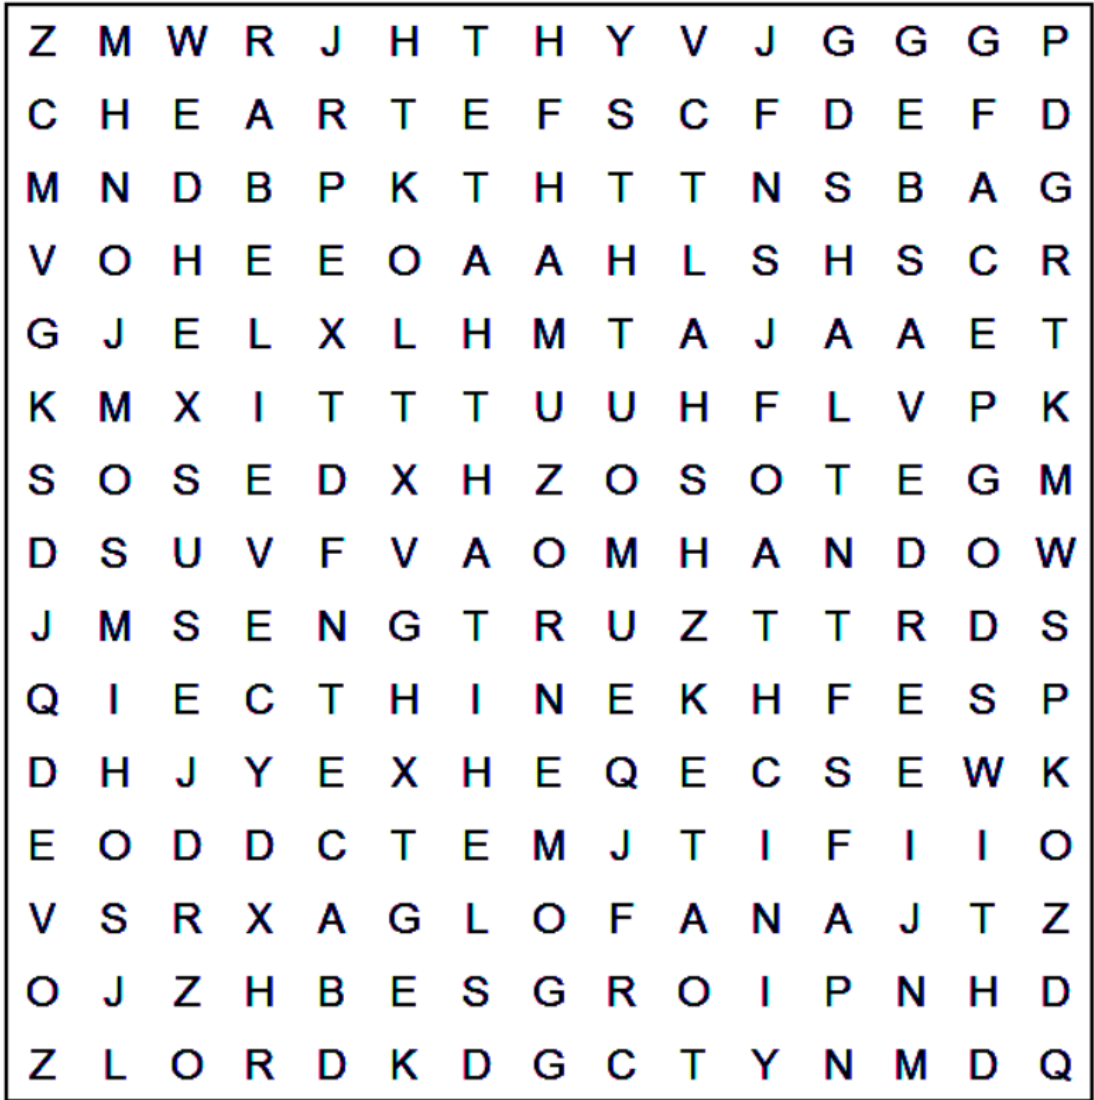 Z M W R J H T H Y V J G G G P
C H E A R T E F S C F D E F D
M N D B P K T H T T N S B A G
V O H E E O A A H L S H S C R
G J E L X L H M T A J A A E T
K M X I T T T U U H F L V P K
S O S E D X H Z O S O T E G M
D S U V F V A O M H A N D O W
J M S E N G T R U Z T T R D S
Q I E C T H I N E K H F E S P
D H J Y E X H E Q E C S E W K
E O D D C T E M J T I F I I O
V S R X A G L O F A N A J T Z
O J Z H B E S G R O I P N H D
Z L O R D K D G C T Y N M D Q